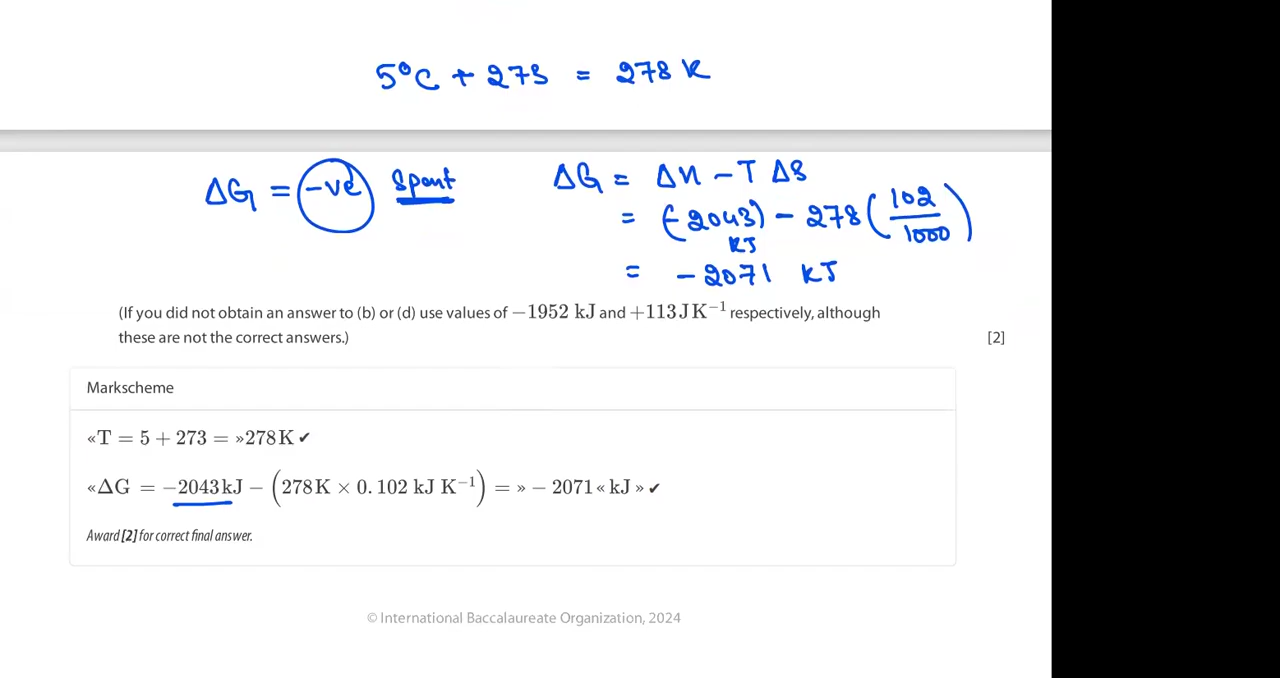 5°C + 273 = 278 K
ΔG = -ve Spont
ΔG = ΔH - T ΔS
= (-2043) - 278 (102/1000)
KJ
= - 2071 KJ
(If you did not obtain an answer to (b) or (d) use values of −1952 kJ and +113 J K⁻¹ respectively, although
these are not the correct answers.) [2]
Markscheme
«T = 5 + 273 = »278 K ✔
«ΔG = −2043 kJ − (278 K × 0. 102 kJ K⁻¹) = » − 2071 « kJ » ✔
Award [2] for correct final answer.
© International Baccalaureate Organization, 2024